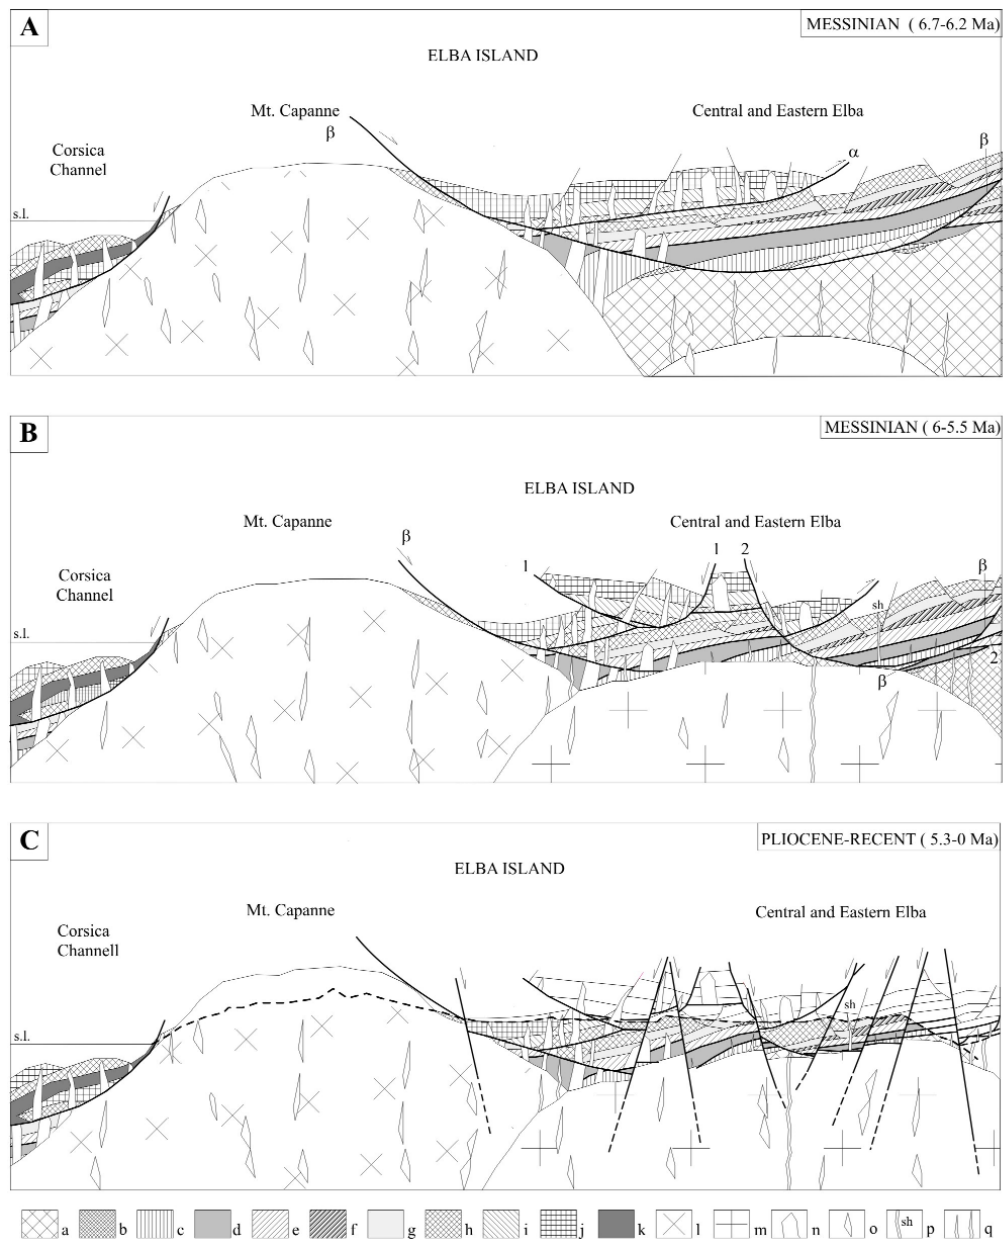 A
MESSINIAN ( 6.7-6.2 Ma)
ELBA ISLAND
Mt. Capanne
Central and Eastern Elba
β
β
Corsica
Channel
α
s.l.
B
MESSINIAN ( 6-5.5 Ma)
ELBA ISLAND
Mt. Capanne
Central and Eastern Elba
β
1
1
2
β
Corsica
Channel
sh
s.l.
2
β
C
PLIOCENE-RECENT ( 5.3-0 Ma)
ELBA ISLAND
Mt. Capanne
Central and Eastern Elba
Corsica
Channell
sh
s.l.
a b c d e f g h i j k l m n o sh p q